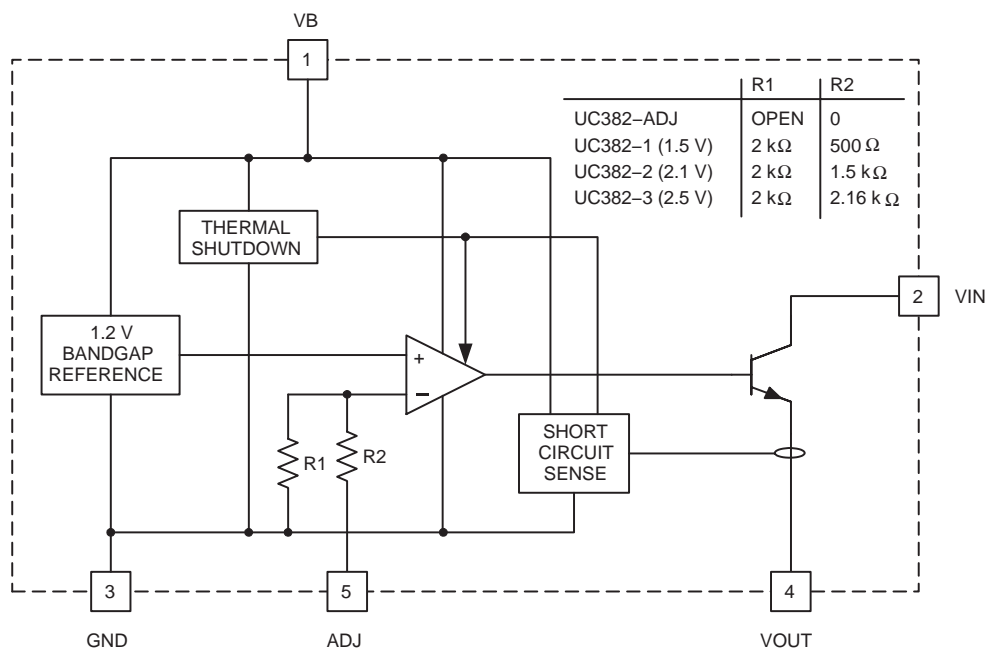 VB
1
R1 R2
UC382–ADJ OPEN 0
UC382–1 (1.5 V) 2 kΩ 500 Ω
UC382–2 (2.1 V) 2 kΩ 1.5 kΩ
UC382–3 (2.5 V) 2 kΩ 2.16 k Ω
THERMAL
SHUTDOWN
2 VIN
1.2 V
BANDGAP
REFERENCE
+
–
R1 R2
SHORT
CIRCUIT
SENSE
3 5 4
GND ADJ VOUT